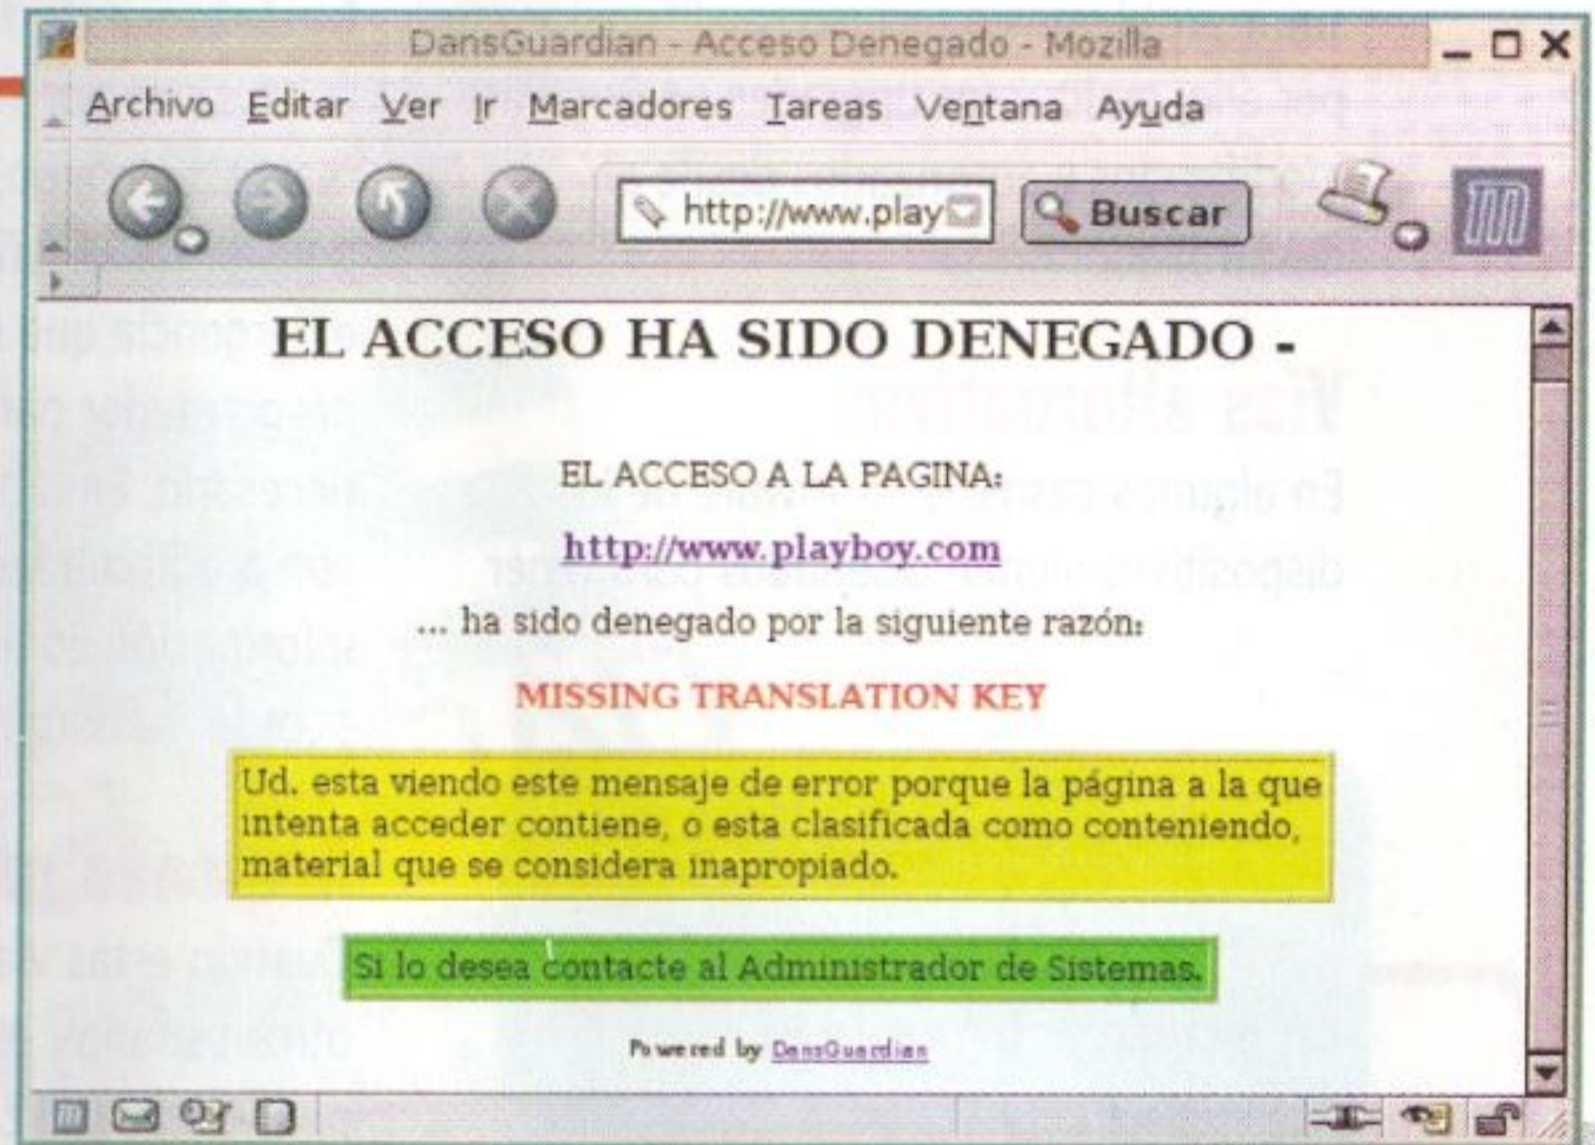 DansGuardian - Acceso Denegado - Mozilla
Archivo Editar Ver Ir Marcadores Tareas Ventana Ayuda
http://www.play Buscar
EL ACCESO HA SIDO DENEGADO -
EL ACCESO A LA PAGINA:
http://www.playboy.com
... ha sido denegado por la siguiente razón:
MISSING TRANSLATION KEY
Ud. esta viendo este mensaje de error porque la página a la que
intenta acceder contiene, o esta clasificada como conteniendo,
material que se considera inapropiado.
Si lo desea contacte al Administrador de Sistemas.
Powered by DansGuardian